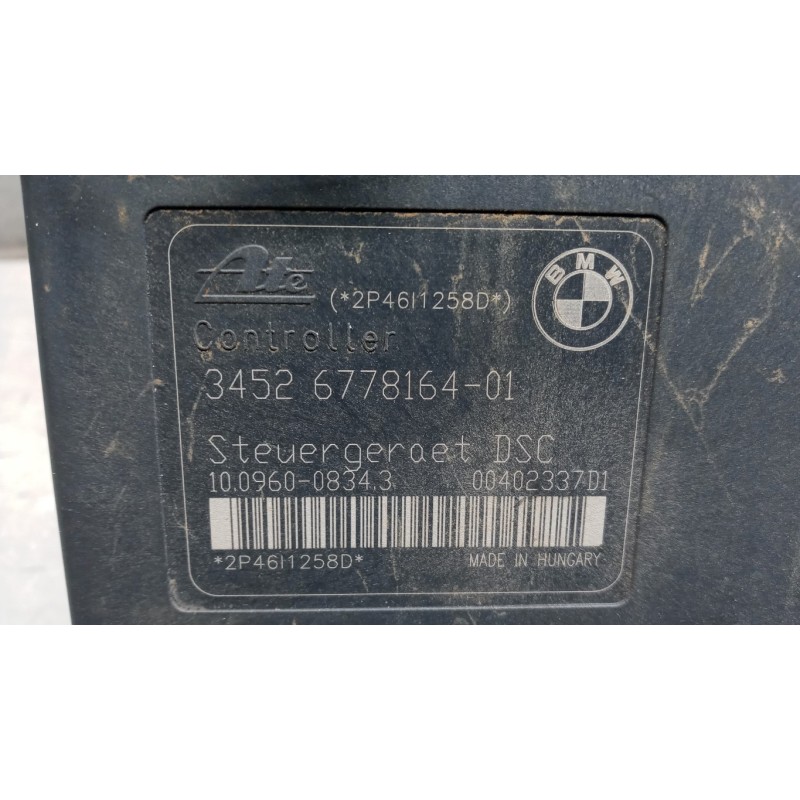 Ate
(*2P46I1258D*)
BMW
Controller
3452 6778164-01
Steuergeraet DSC
10.0960-0834.3 00402337D1
*2P46I1258D*
MADE IN HUNGARY